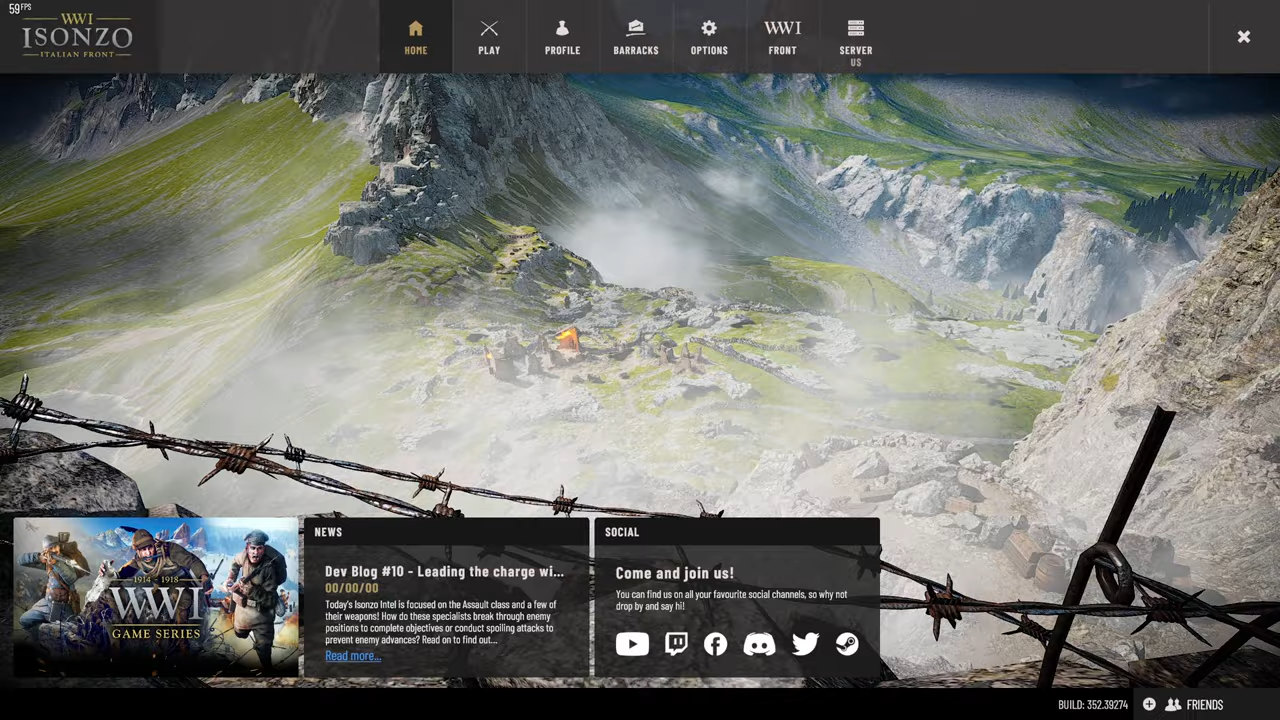 59 FPS
WWI
ISONZO
ITALIAN FRONT
HOME
PLAY
PROFILE
BARRACKS
OPTIONS
WWI
FRONT
SERVER
US
1914 - 1918
WWI
GAME SERIES
NEWS
Dev Blog #10 - Leading the charge wi...
00/00/00
Today's Isonzo Intel is focused on the Assault class and a few of
their weapons! How do these specialists break through enemy
positions to complete objectives or conduct spoiling attacks to
prevent enemy advances? Read on to find out...
Read more...
SOCIAL
Come and join us!
You can find us on all your favourite social channels, so why not
drop by and say hi!
BUILD: 352.39274
FRIENDS